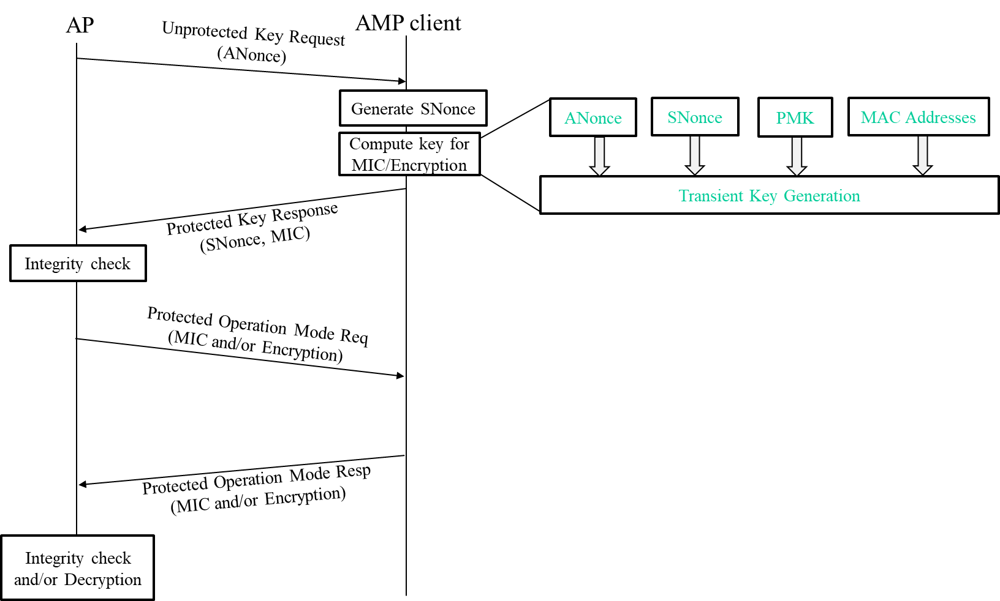 AP
AMP client
Unprotected Key Request
(ANonce)
Generate SNonce
Compute key for
MIC/Encryption
ANonce
SNonce
PMK
MAC Addresses
Transient Key Generation
Protected Key Response
(SNonce, MIC)
Integrity check
Protected Operation Mode Req
(MIC and/or Encryption)
Protected Operation Mode Resp
(MIC and/or Encryption)
Integrity check
and/or Decryption